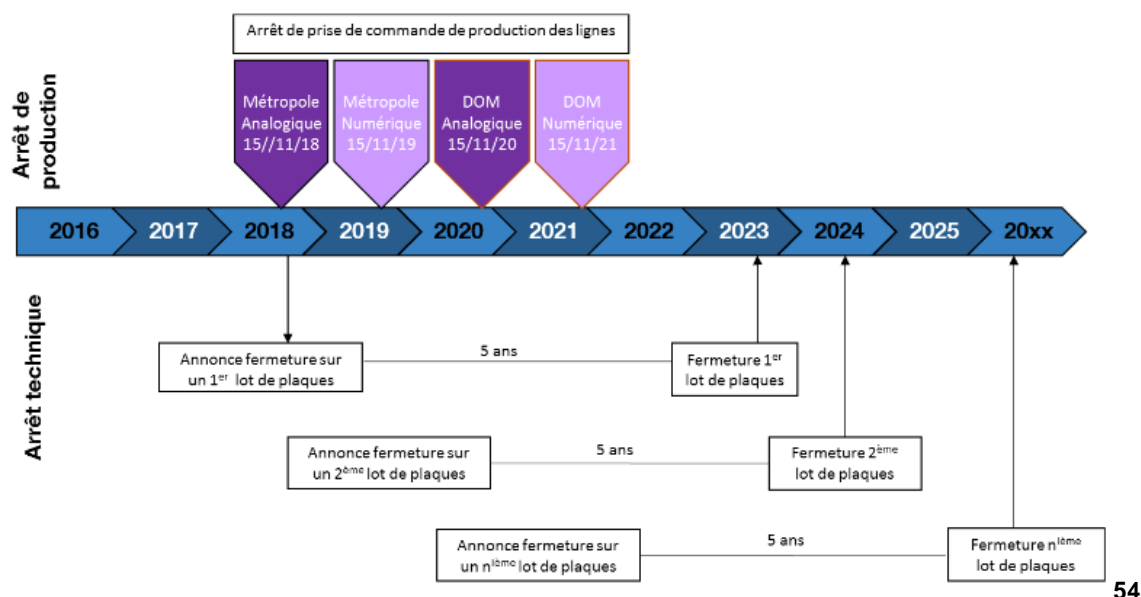 Arrêt de prise de commande de production des lignes
Arrêt de
production
Métropole
Analogique
15//11/18
Métropole
Numérique
15/11/19
DOM
Analogique
15/11/20
DOM
Numérique
15/11/21
2016 2017 2018 2019 2020 2021 2022 2023 2024 2025 20xx
Arrêt technique
Annonce fermeture sur
un 1er lot de plaques
5 ans
Fermeture 1er
lot de plaques
Annonce fermeture sur
un 2ème lot de plaques
5 ans
Fermeture 2ème
lot de plaques
Annonce fermeture sur
un nième lot de plaques
5 ans
Fermeture nième
lot de plaques
54